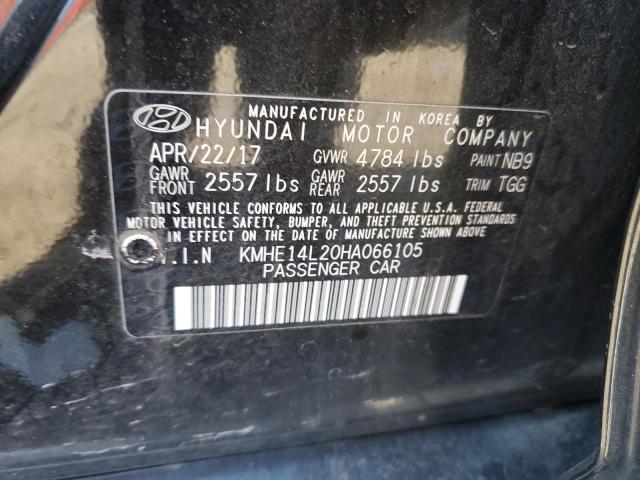 MANUFACTURED IN KOREA BY
HYUNDAI MOTOR COMPANY
APR/22/17 GVWR 4784 lbs PAINT NB9
GAWR FRONT 2557 lbs GAWR REAR 2557 lbs TRIM TGG
THIS VEHICLE CONFORMS TO ALL APPLICABLE U.S.A. FEDERAL
MOTOR VEHICLE SAFETY, BUMPER, AND THEFT PREVENTION STANDARDS
IN EFFECT ON THE DATE OF MANUFACTURE SHOWN ABOVE
.I.N KMHE14L20HA066105
PASSENGER CAR